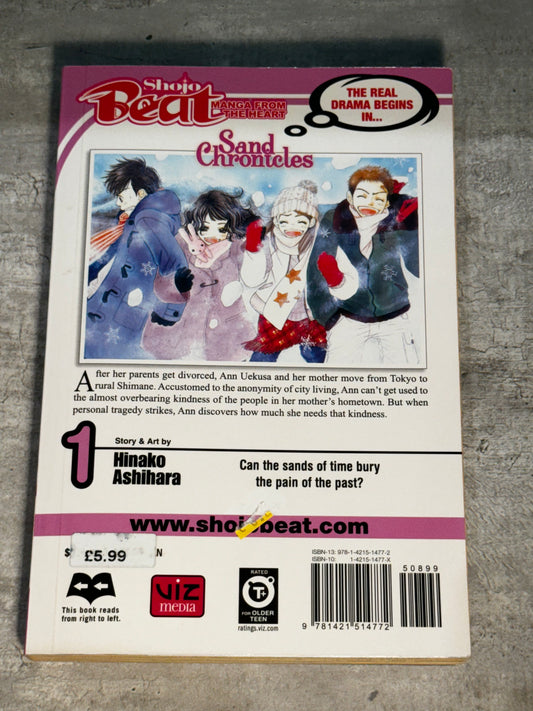 Shojo
Beat
MANGA FROM
THE HEART
THE REAL
DRAMA BEGINS
IN...
Sand
Chronicles
After her parents get divorced, Ann Uekusa and her mother move from Tokyo to
rural Shimane. Accustomed to the anonymity of city living, Ann can't get used to
the almost overbearing kindness of the people in her mother's hometown. But when
personal tragedy strikes, Ann discovers how much she needs that kindness.
1
Story & Art by
Hinako
Ashihara
Can the sands of time bury
the pain of the past?
www.shojobeat.com
£5.99
This book reads
from right to left.
VIZ
MEDIA
RATED
T+
FOR OLDER
TEEN
ratings.viz.com
ISBN-13: 978-1-4215-1477-2
ISBN-10: 1-4215-1477-X
50899
9 781421 514772